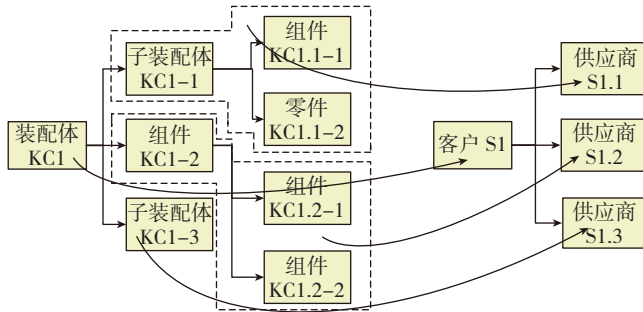 装配体
KC1
子装配体
KC1-1
组件
KC1-2
子装配体
KC1-3
组件
KC1.1-1
零件
KC1.1-2
组件
KC1.2-1
组件
KC1.2-2
客户 S1
供应商
S1.1
供应商
S1.2
供应商
S1.3